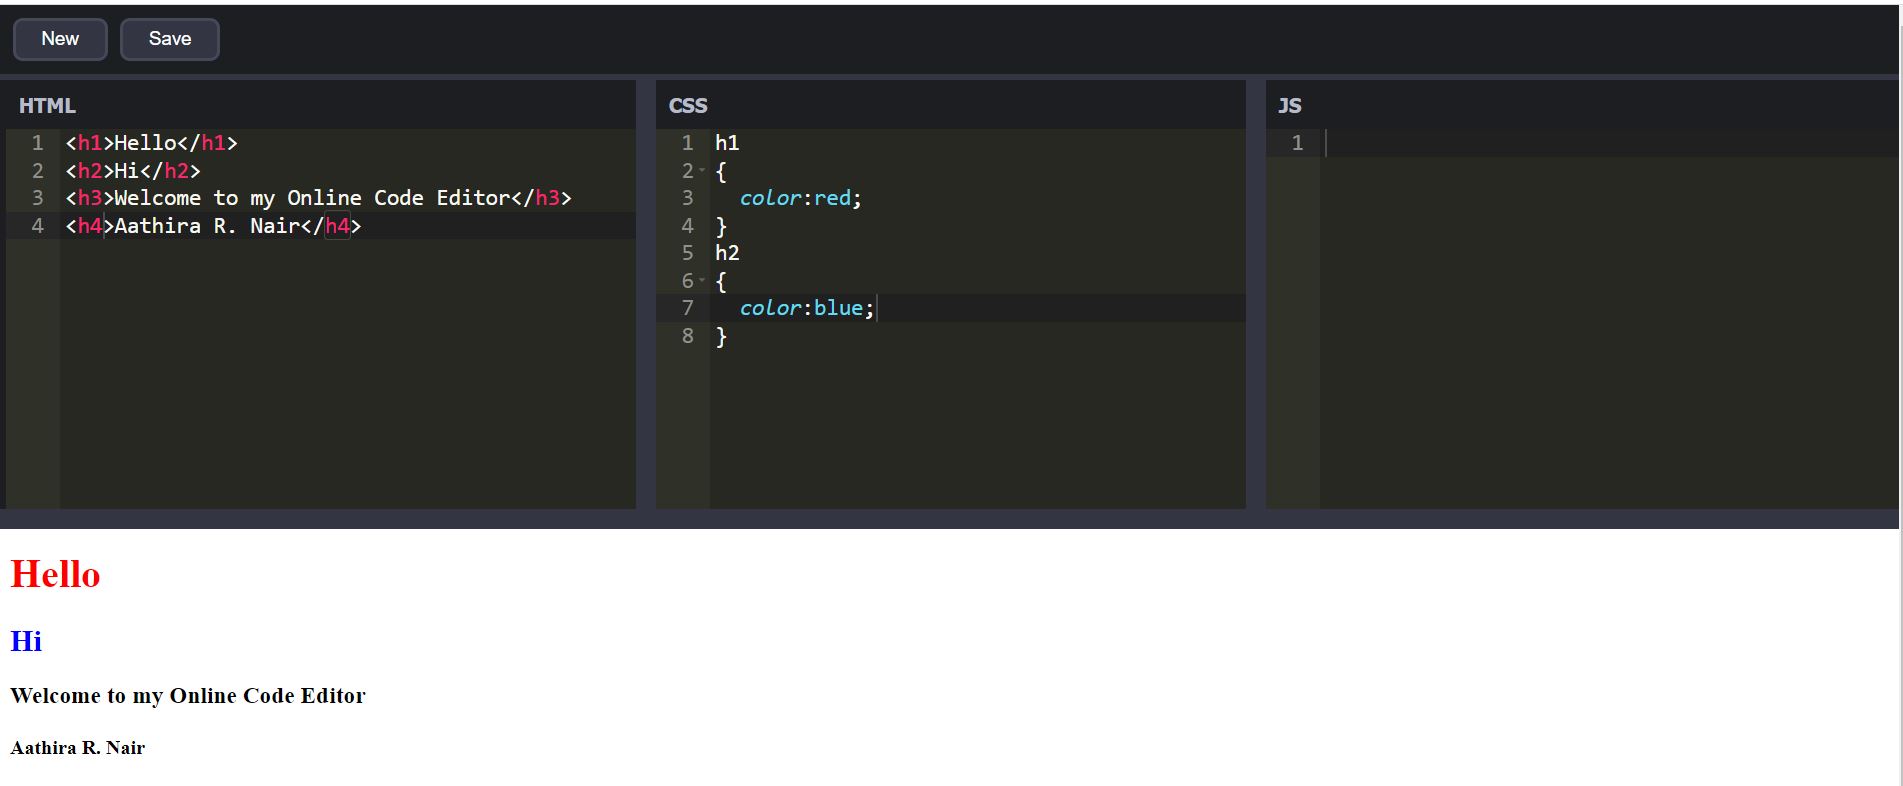 New Save
HTML
1 <h1>Hello</h1>
2 <h2>Hi</h2>
3 <h3>Welcome to my Online Code Editor</h3>
4 <h4>Aathira R. Nair</h4>
CSS
1 h1
2 {
3 color:red;
4 }
5 h2
6 {
7 color:blue;
8 }
JS
1
Hello
Hi
Welcome to my Online Code Editor
Aathira R. Nair